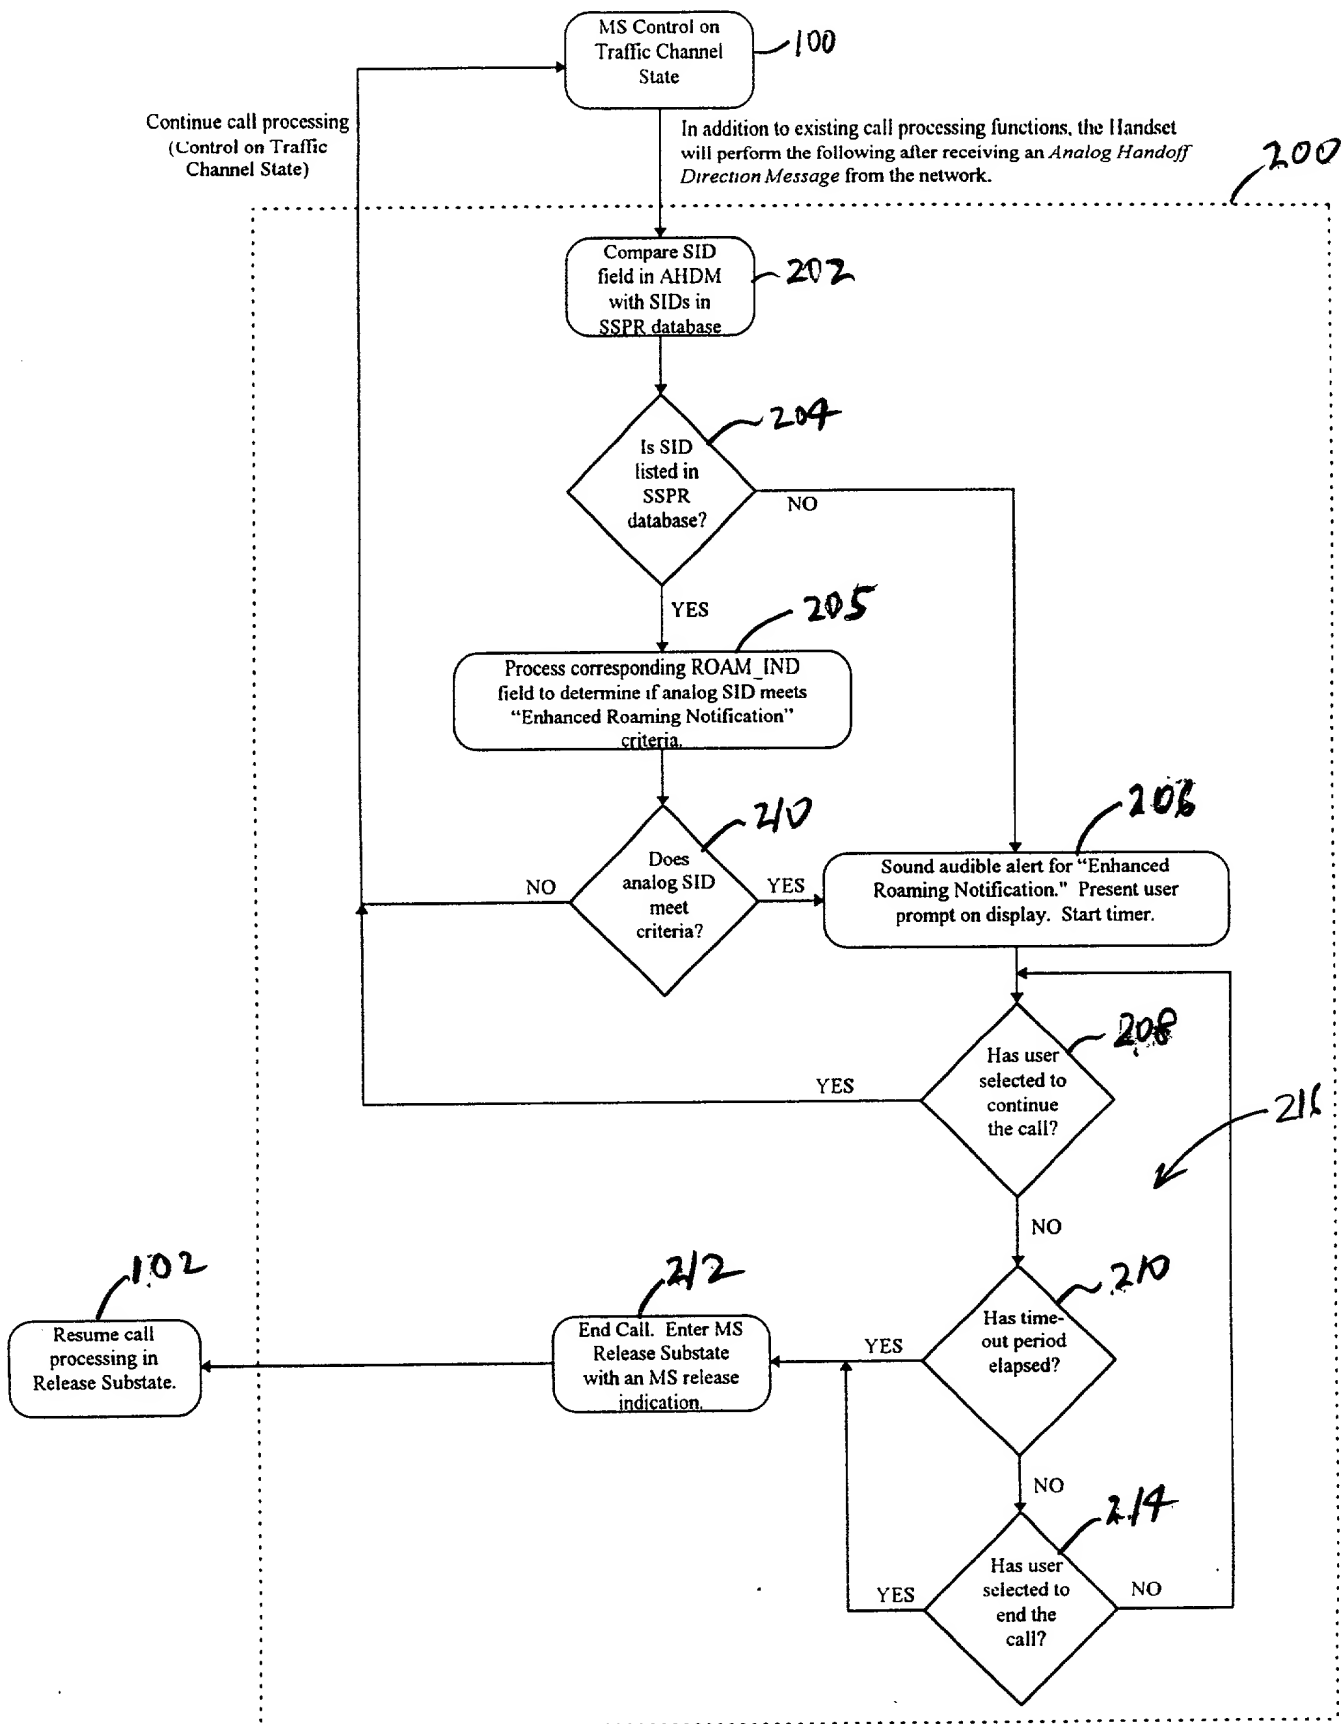 MS Control on
Traffic Channel
State
100
Continue call processing
(Control on Traffic
Channel State)
In addition to existing call processing functions, the Handset
will perform the following after receiving an Analog Handoff
Direction Message from the network.
200
Compare SID
field in AHDM
with SIDs in
SSPR database
202
Is SID
listed in
SSPR
database?
204
NO
YES
205
Process corresponding ROAM_IND
field to determine if analog SID meets
“Enhanced Roaming Notification”
criteria.
Does
analog SID
meet
criteria?
210
NO
YES
206
Sound audible alert for “Enhanced
Roaming Notification.” Present user
prompt on display. Start timer.
Has user
selected to
continue
the call?
208
YES
216
NO
102
Resume call
processing in
Release Substate.
212
End Call. Enter MS
Release Substate
with an MS release
indication.
YES
Has time-
out period
elapsed?
210
NO
214
Has user
selected to
end the
call?
YES
NO